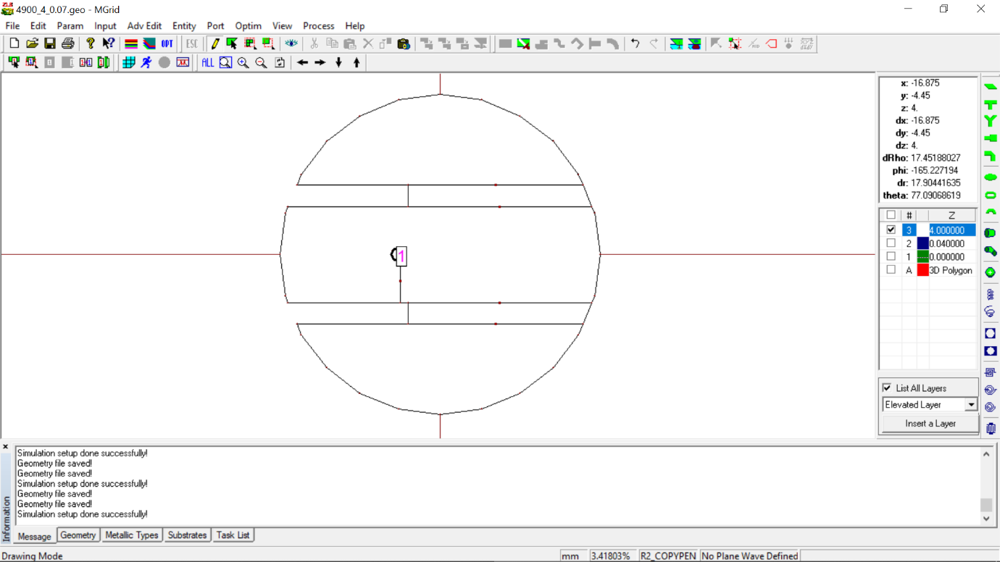 4900_4_0.07.geo - MGrid
File Edit Param Input Adv Edit Entity Port Optim View Process Help
OPT ESC
ALL
1
x: -16.875
y: -4.45
z: 4.
dx: -16.875
dy: -4.45
dz: 4.
dRho: 17.45188027
phi: -165.227194
dr: 17.90441635
theta: 77.09068619
# Z
3 4.000000
2 0.040000
1 0.000000
A 3D Polygon
List All Layers
Elevated Layer
Insert a Layer
Information
Simulation setup done successfully!
Geometry file saved!
Geometry file saved!
Simulation setup done successfully!
Geometry file saved!
Geometry file saved!
Simulation setup done successfully!
Message Geometry Metallic Types Substrates Task List
Drawing Mode mm 3.41803% R2_COPYPEN No Plane Wave Defined